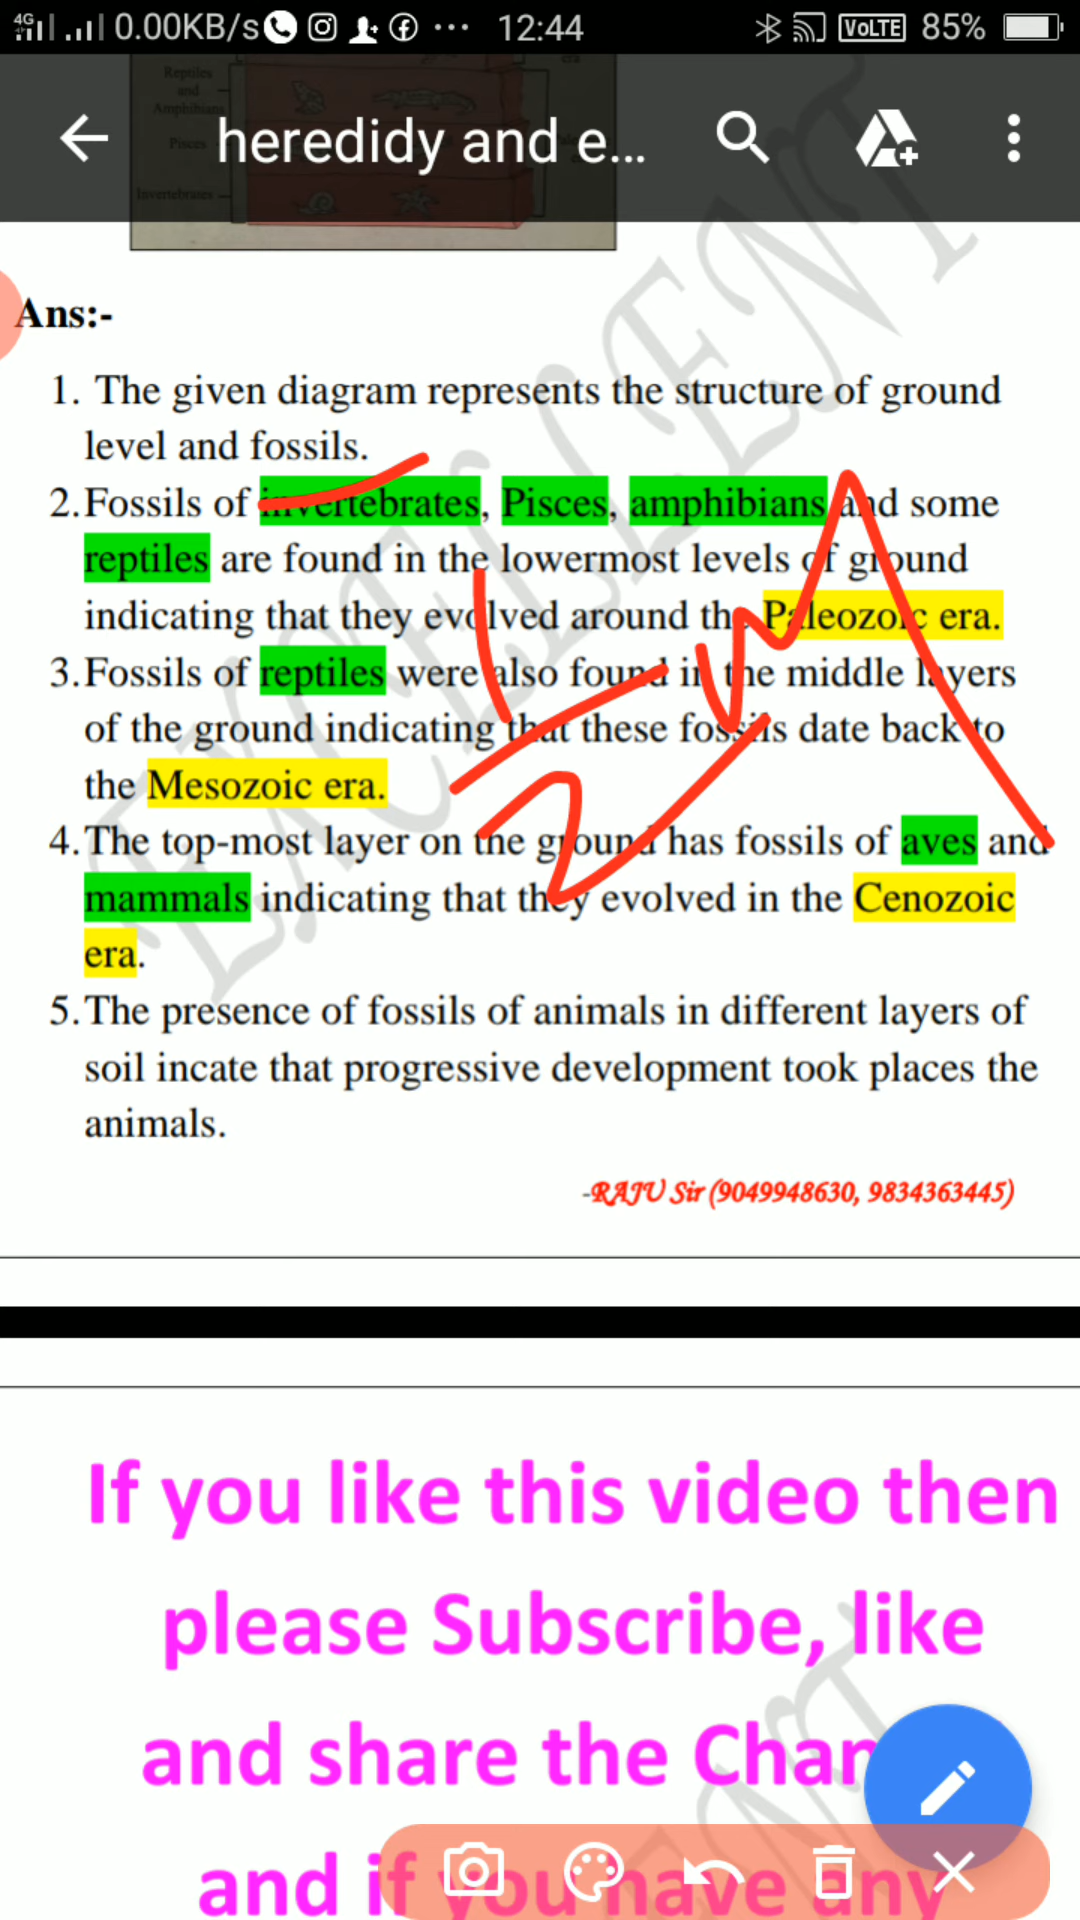 4G 0.00KB/s ... 12:44 VoLTE 85%
Reptiles
and
Amphibians
heredidy and e...
Pisces
Invertebrates
Ans:-
1. The given diagram represents the structure of ground
level and fossils.
2. Fossils of invertebrates, Pisces, amphibians and some
reptiles are found in the lowermost levels of ground
indicating that they evolved around the Paleozoic era.
3. Fossils of reptiles were also found in the middle layers
of the ground indicating that these fossils date back to
the Mesozoic era.
4. The top-most layer on the ground has fossils of aves and
mammals indicating that they evolved in the Cenozoic
era.
5. The presence of fossils of animals in different layers of
soil incate that progressive development took places the
animals.
-RAJU Sir (9049948630, 9834363445)
EXCELLENT
If you like this video then
please Subscribe, like
and share the Chan
and if you have any